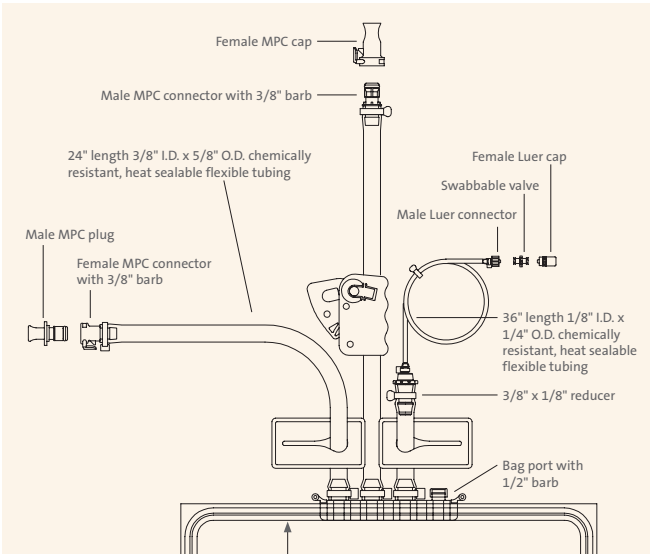 Female MPC cap
Male MPC connector with 3/8" barb
24" length 3/8" I.D. x 5/8" O.D. chemically
resistant, heat sealable flexible tubing
Female Luer cap
Swabbable valve
Male Luer connector
Male MPC plug
Female MPC connector
with 3/8" barb
36" length 1/8" I.D. x
1/4" O.D. chemically
resistant, heat sealable
flexible tubing
3/8" x 1/8" reducer
Bag port with
1/2" barb